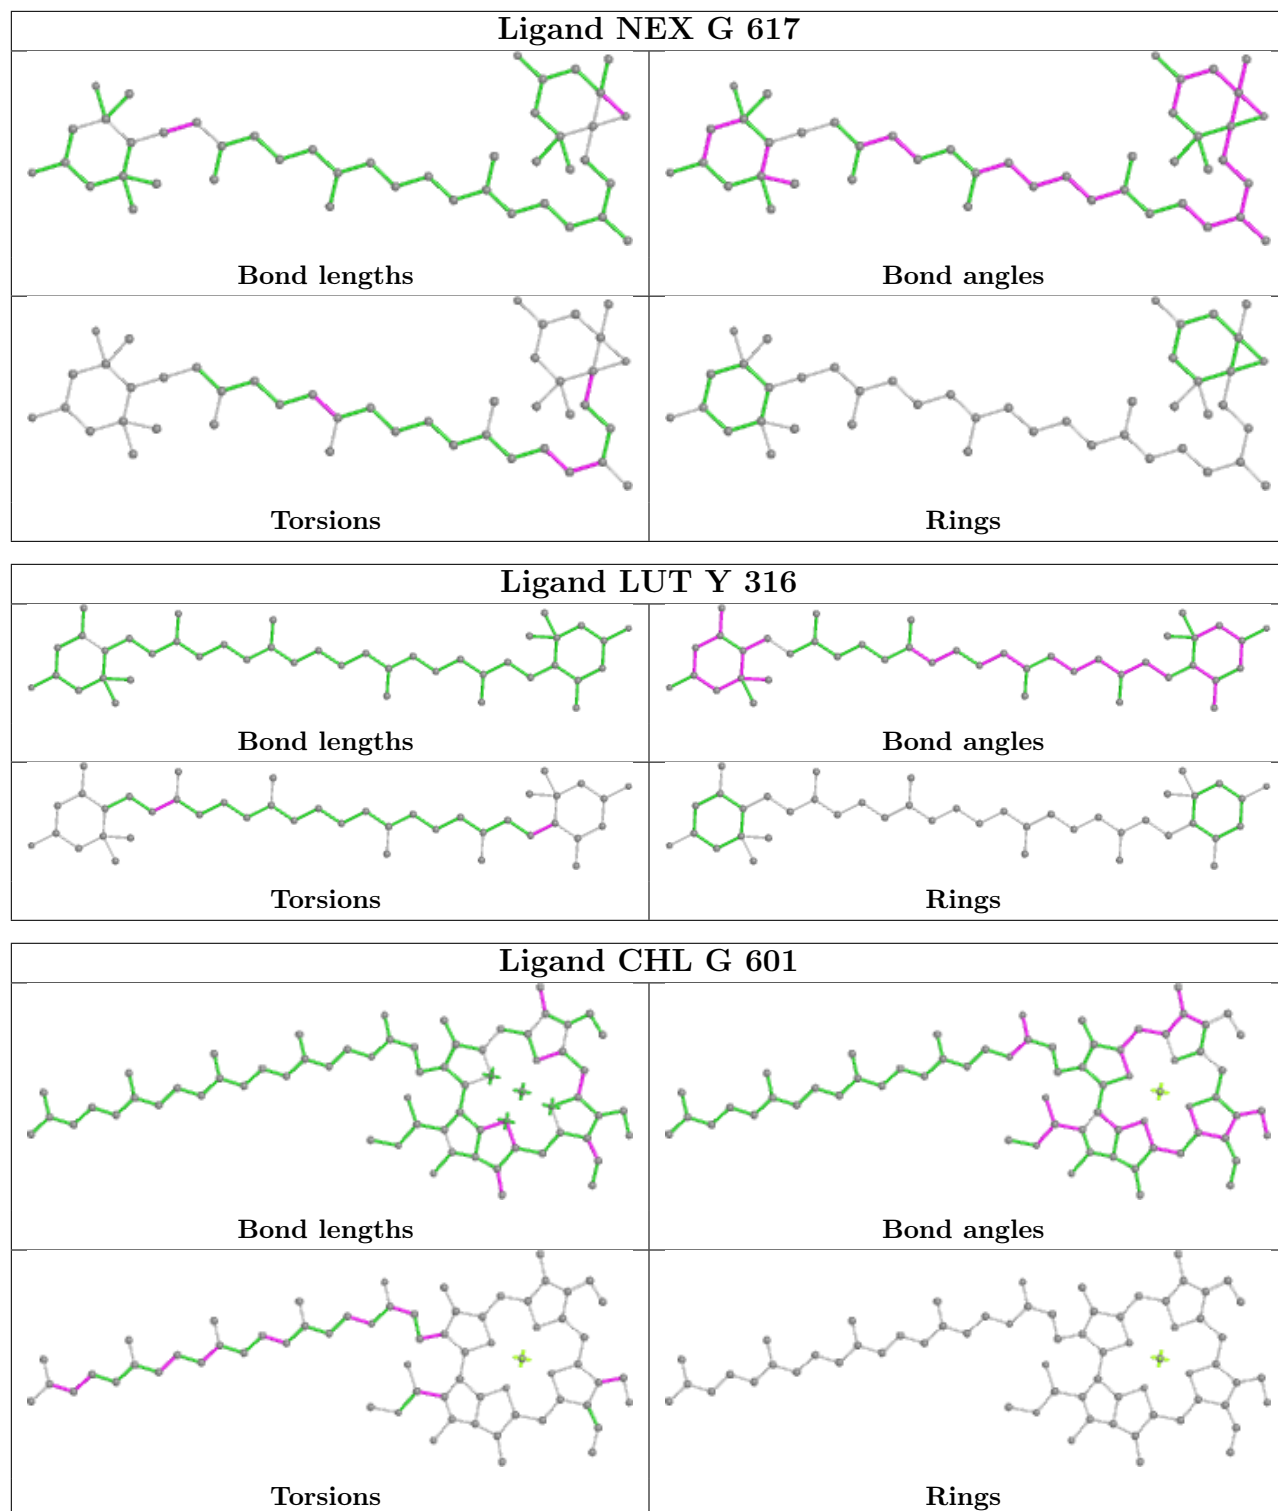 Ligand NEX G 617
Bond lengths
Bond angles
Torsions
Rings
Ligand LUT Y 316
Bond lengths
Bond angles
Torsions
Rings
Ligand CHL G 601
Bond lengths
Bond angles
Torsions
Rings